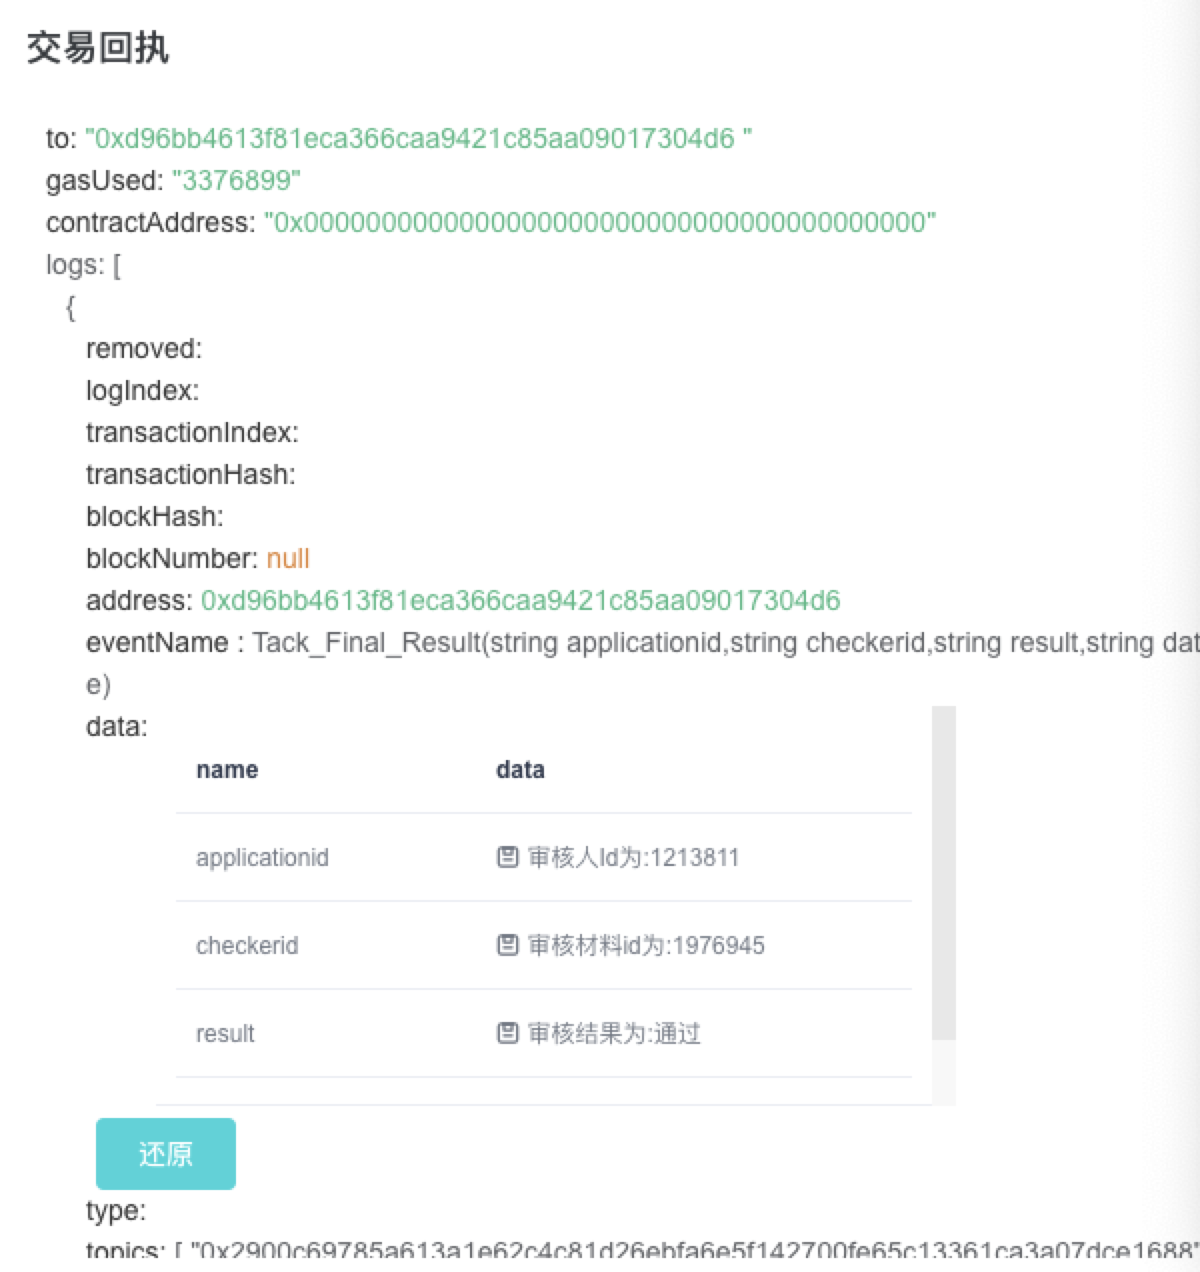 交易回执
to: "0xd96bb4613f81eca366caa9421c85aa09017304d6 "
gasUsed: "3376899"
contractAddress: "0x0000000000000000000000000000000000000000"
logs: [
{
removed:
logIndex:
transactionIndex:
transactionHash:
blockHash:
blockNumber: null
address: 0xd96bb4613f81eca366caa9421c85aa09017304d6
eventName : Tack_Final_Result(string applicationid,string checkerid,string result,string dat
e)
data:
name data
applicationid 审核人Id为:1213811
checkerid 审核材料id为:1976945
result 审核结果为:通过
还原
type:
topics: [ "0x2900c69785a613a1e62c4c81d26ebfa6e5f142700fe65c13361ca3a07dce1688"